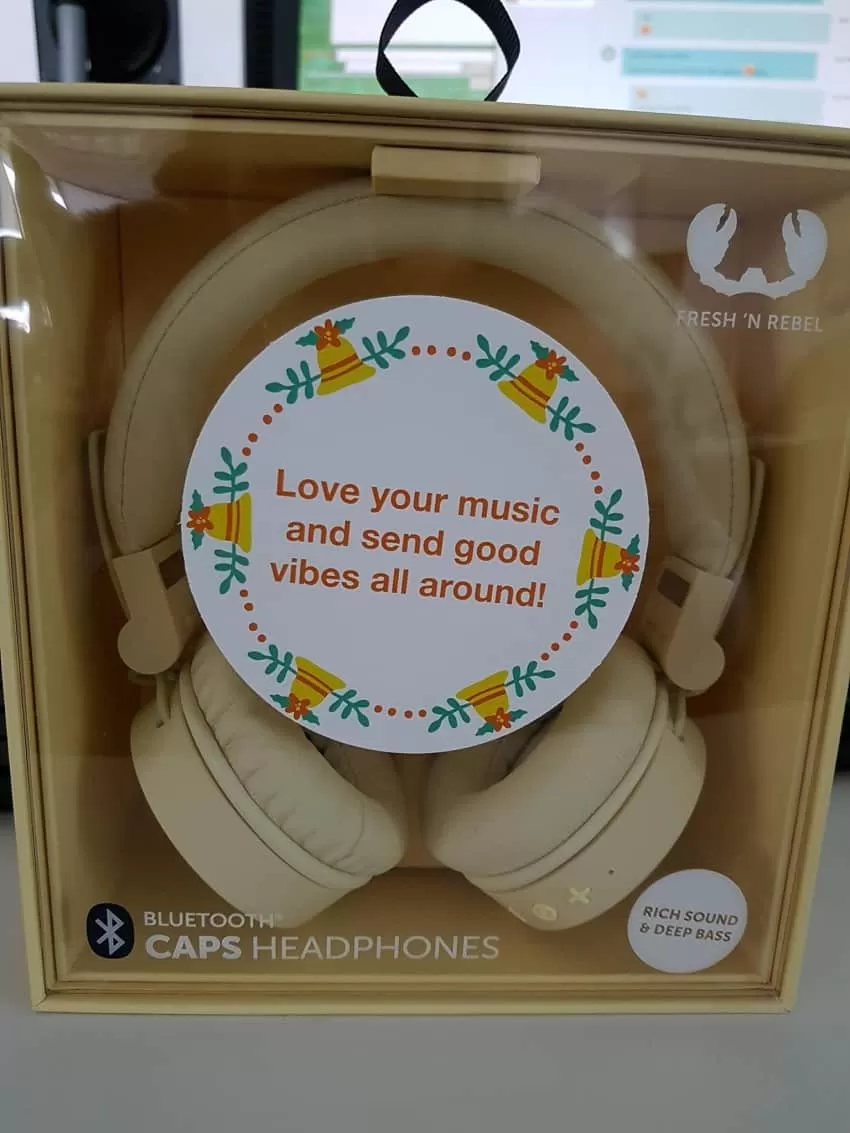 FRESH 'N REBEL
Love your music
and send good
vibes all around!
BLUETOOTH®
CAPS HEADPHONES
RICH SOUND
& DEEP BASS